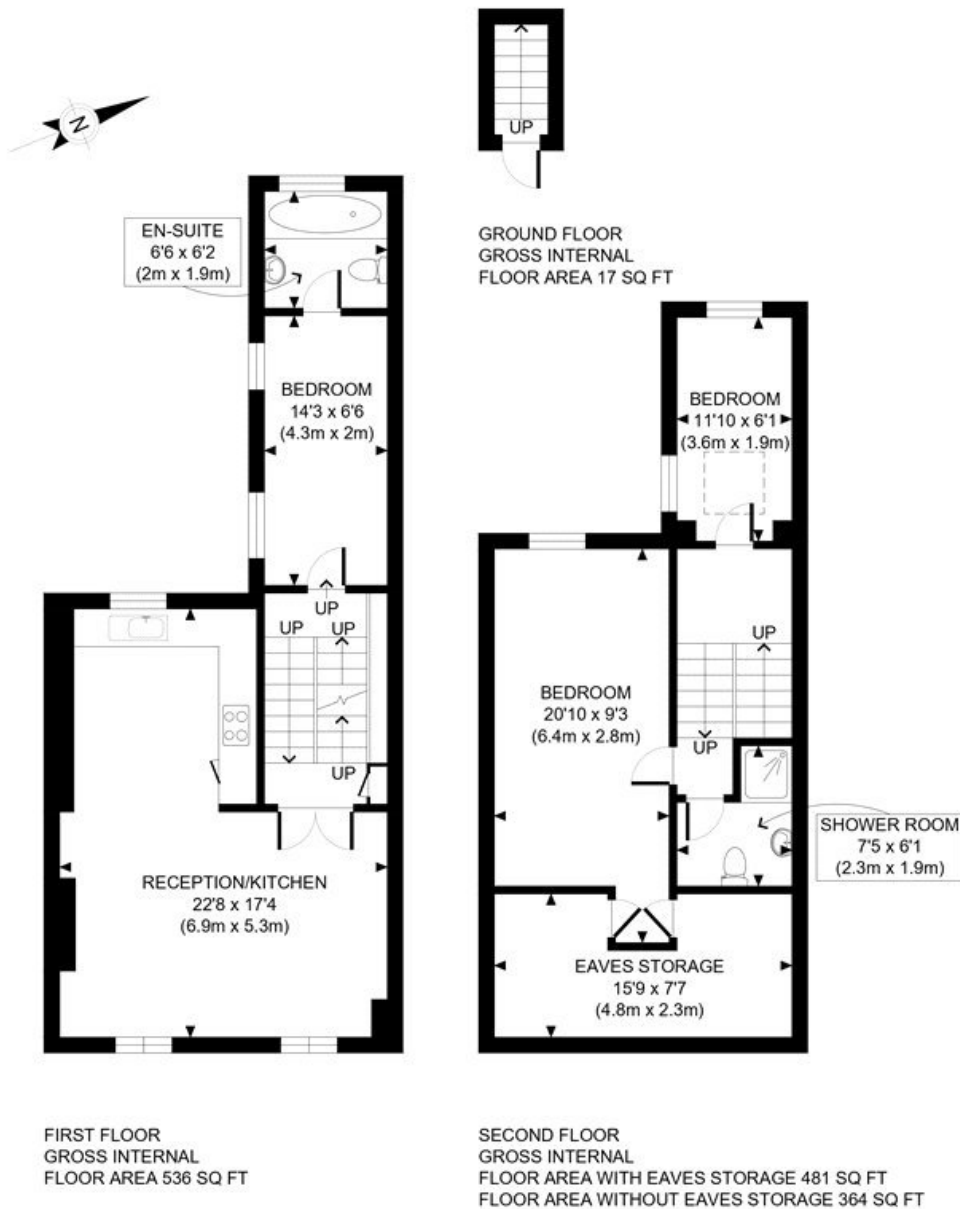 N
UP
GROUND FLOOR
GROSS INTERNAL
FLOOR AREA 17 SQ FT
EN-SUITE
6'6 x 6'2
(2m x 1.9m)
BEDROOM
14'3 x 6'6
(4.3m x 2m)
UP
UP
UP
UP
RECEPTION/KITCHEN
22'8 x 17'4
(6.9m x 5.3m)
FIRST FLOOR
GROSS INTERNAL
FLOOR AREA 536 SQ FT
BEDROOM
11'10 x 6'1
(3.6m x 1.9m)
UP
BEDROOM
20'10 x 9'3
(6.4m x 2.8m)
UP
SHOWER ROOM
7'5 x 6'1
(2.3m x 1.9m)
EAVES STORAGE
15'9 x 7'7
(4.8m x 2.3m)
SECOND FLOOR
GROSS INTERNAL
FLOOR AREA WITH EAVES STORAGE 481 SQ FT
FLOOR AREA WITHOUT EAVES STORAGE 364 SQ FT